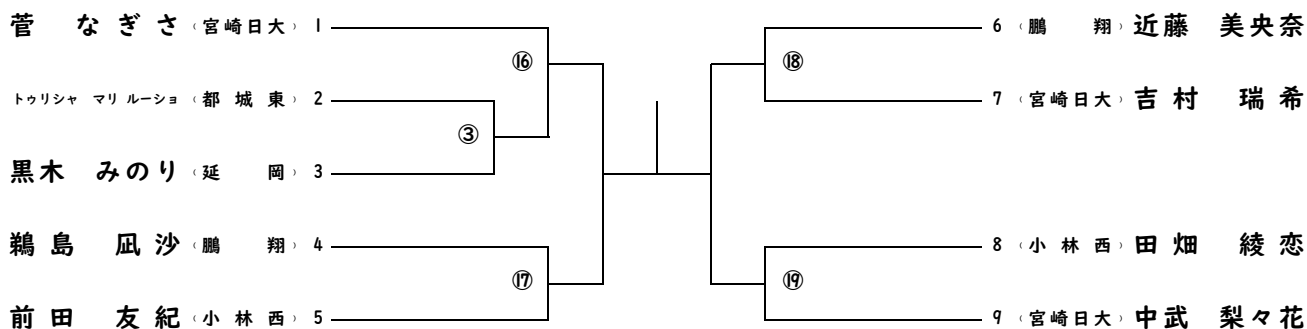 菅 なぎさ (宮崎日大) 1
⑯
トゥリシャ マリ ルーショ (都城東) 2
③
黒木 みのり (延岡) 3
鵜島 凪沙 (鵬翔) 4
⑰
前田 友紀 (小林西) 5
6 (鵬翔) 近藤 美央奈
⑱
7 (宮崎日大) 吉村 瑞希
8 (小林西) 田畑 綾恋
⑲
9 (宮崎日大) 中武 梨々花